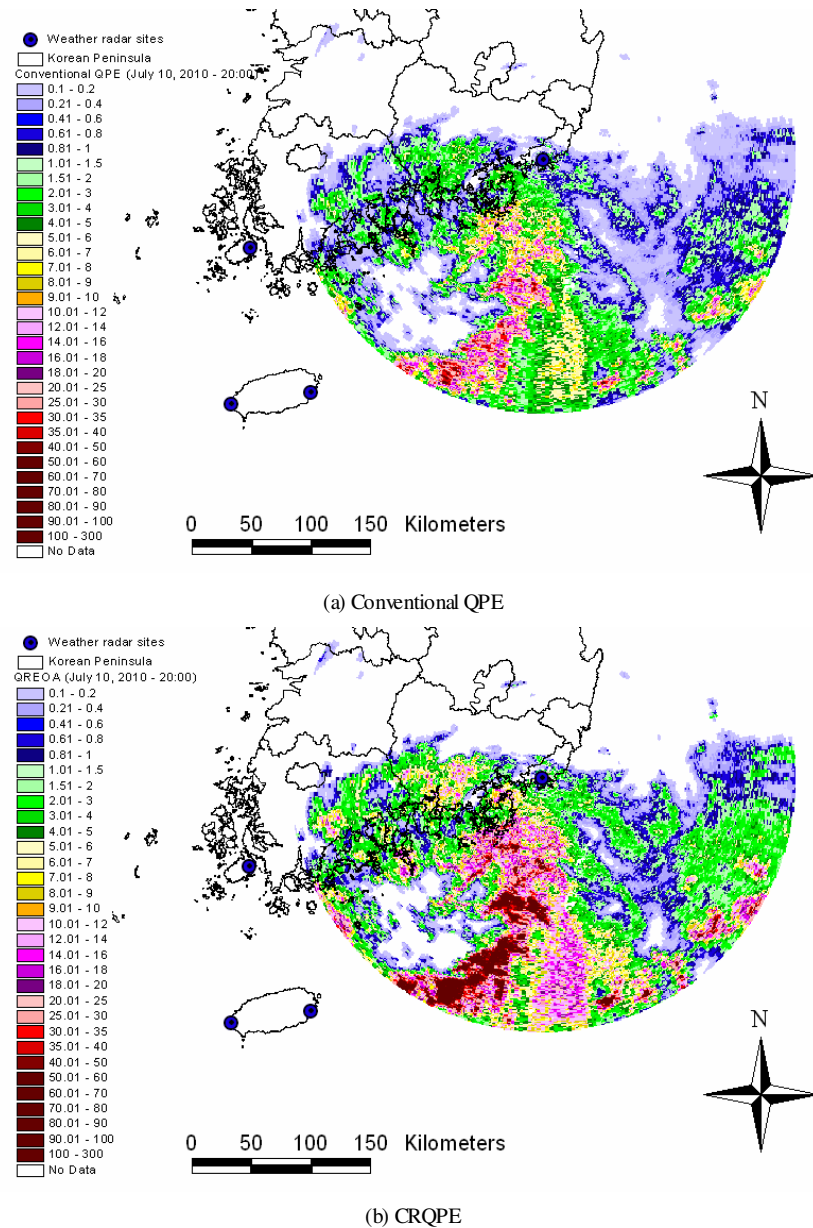 Weather radar sites
Korean Peninsula
Conventional QPE (July 10, 2010 - 20:00)
0.1 - 0.2
0.21 - 0.4
0.41 - 0.6
0.61 - 0.8
0.81 - 1
1.01 - 1.5
1.51 - 2
2.01 - 3
3.01 - 4
4.01 - 5
5.01 - 6
6.01 - 7
7.01 - 8
8.01 - 9
9.01 - 10
10.01 - 12
12.01 - 14
14.01 - 16
16.01 - 18
18.01 - 20
20.01 - 25
25.01 - 30
30.01 - 35
35.01 - 40
40.01 - 50
50.01 - 60
60.01 - 70
70.01 - 80
80.01 - 90
90.01 - 100
100 - 300
No Data
N
0 50 100 150 Kilometers
(a) Conventional QPE
Weather radar sites
Korean Peninsula
QREOA (July 10, 2010 - 20:00)
0.1 - 0.2
0.21 - 0.4
0.41 - 0.6
0.61 - 0.8
0.81 - 1
1.01 - 1.5
1.51 - 2
2.01 - 3
3.01 - 4
4.01 - 5
5.01 - 6
6.01 - 7
7.01 - 8
8.01 - 9
9.01 - 10
10.01 - 12
12.01 - 14
14.01 - 16
16.01 - 18
18.01 - 20
20.01 - 25
25.01 - 30
30.01 - 35
35.01 - 40
40.01 - 50
50.01 - 60
60.01 - 70
70.01 - 80
80.01 - 90
90.01 - 100
100 - 300
No Data
N
0 50 100 150 Kilometers
(b) CRQPE